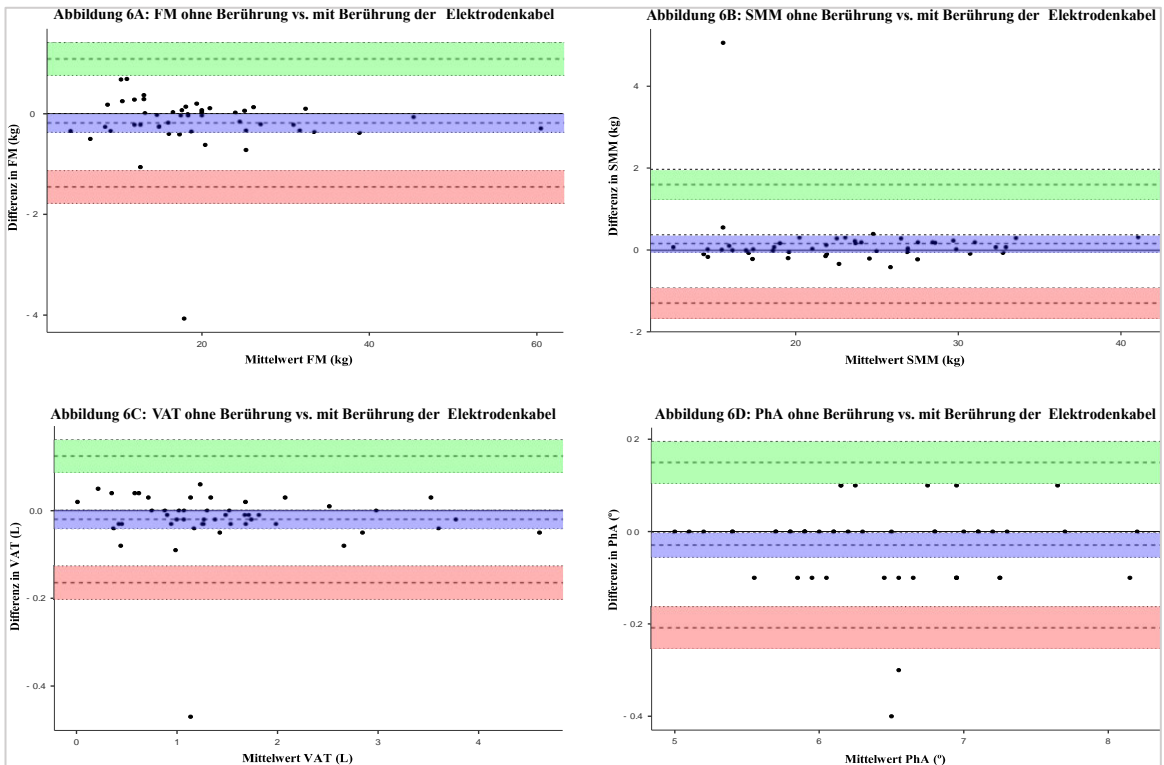 Abbildung 6A: FM ohne Berührung vs. mit Berührung der Elektrodenkabel
Differenz in FM (kg)
0
- 2
- 4
20
40
60
Mittelwert FM (kg)
Abbildung 6B: SMM ohne Berührung vs. mit Berührung der Elektrodenkabel
Differenz in SMM (kg)
4
2
0
- 2
20
30
40
Mittelwert SMM (kg)
Abbildung 6C: VAT ohne Berührung vs. mit Berührung der Elektrodenkabel
Differenz in VAT (L)
0.0
- 0.2
- 0.4
0
1
2
3
4
Mittelwert VAT (L)
Abbildung 6D: PhA ohne Berührung vs. mit Berührung der Elektrodenkabel
Differenz in PhA (º)
0.2
0.0
- 0.2
- 0.4
5
6
7
8
Mittelwert PhA (º)